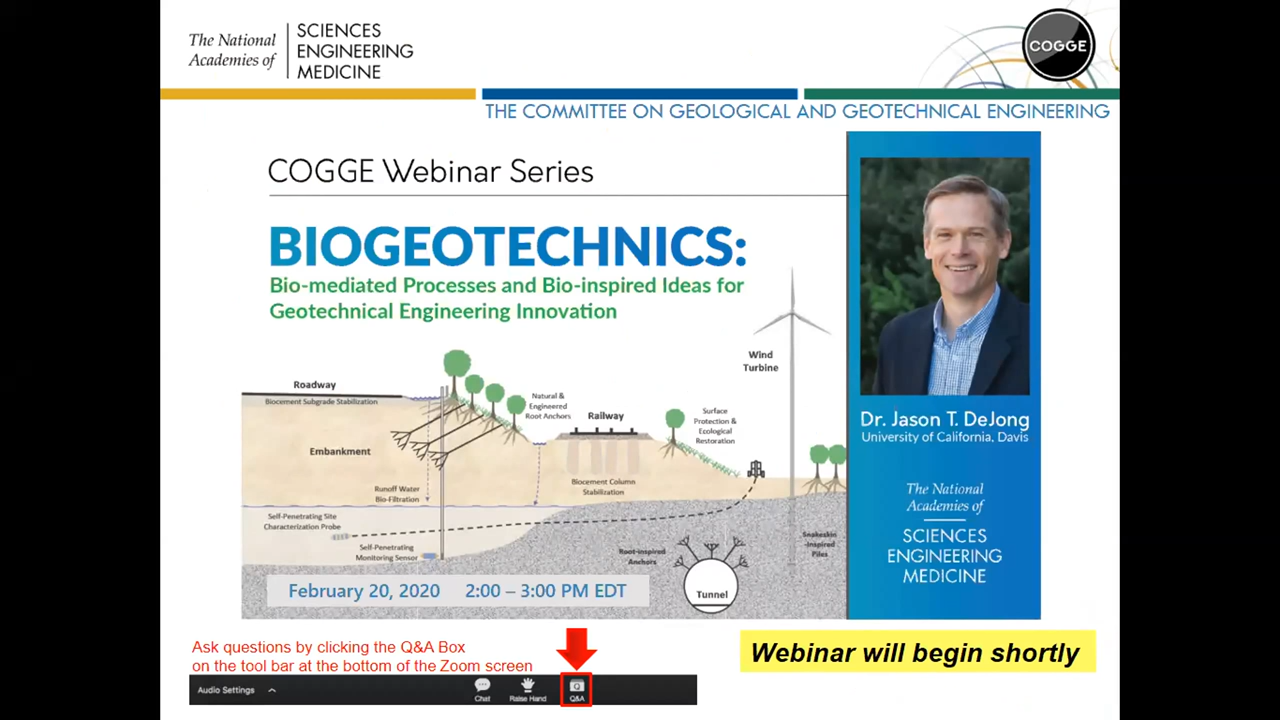 The National
Academies of
SCIENCES
ENGINEERING
MEDICINE
COGGE
THE COMMITTEE ON GEOLOGICAL AND GEOTECHNICAL ENGINEERING
COGGE Webinar Series
BIOGEOTECHNICS:
Bio-mediated Processes and Bio-inspired Ideas for
Geotechnical Engineering Innovation
Roadway
Biocement Subgrade Stabilization
Natural &
Engineered
Root Anchors
Railway
Surface
Protection &
Ecological
Restoration
Wind
Turbine
Embankment
Biocement Column
Stabilization
Runoff Water
Bio-Filtration
Self-Penetrating Site
Characterization Probe
Self-Penetrating
Monitoring Sensor
Root-inspired
Anchors
Snakeskin
-Inspired
Piles
Tunnel
February 20, 2020 2:00 – 3:00 PM EDT
Dr. Jason T. DeJong
University of California, Davis
The National
Academies of
SCIENCES
ENGINEERING
MEDICINE
Ask questions by clicking the Q&A Box
on the tool bar at the bottom of the Zoom screen
Webinar will begin shortly
Audio Settings
Chat
Raise Hand
Q&A